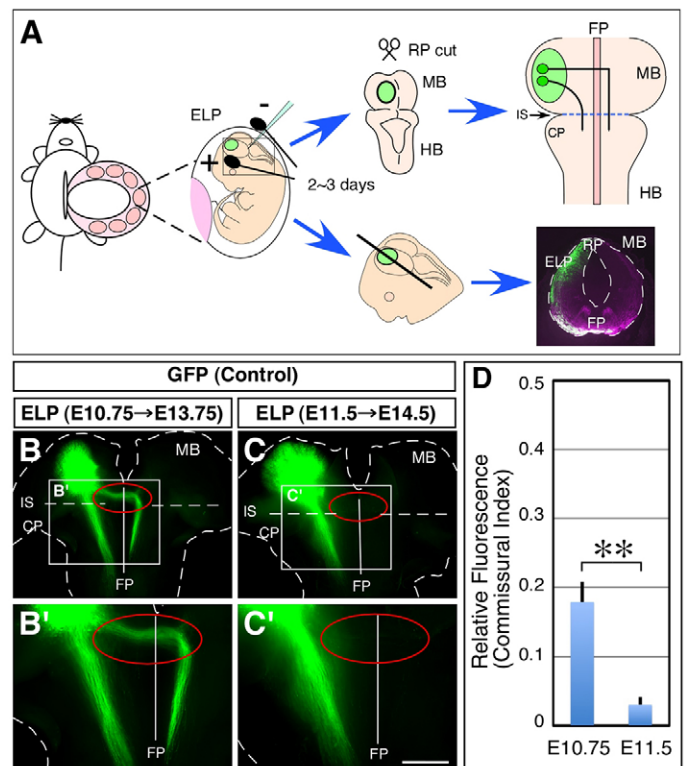 A
RP cut
MB
HB
ELP
-
+
2~3 days
FP
MB
IS
CP
HB
RP
MB
ELP
FP
GFP (Control)
ELP (E10.75→E13.75)
ELP (E11.5→E14.5)
B
MB
B'
IS
CP
FP
C
MB
C'
IS
CP
FP
B'
FP
C'
FP
D
Relative Fluorescence
(Commissural Index)
0.5
0.4
0.3
0.2
0.1
0
**
E10.75 E11.5